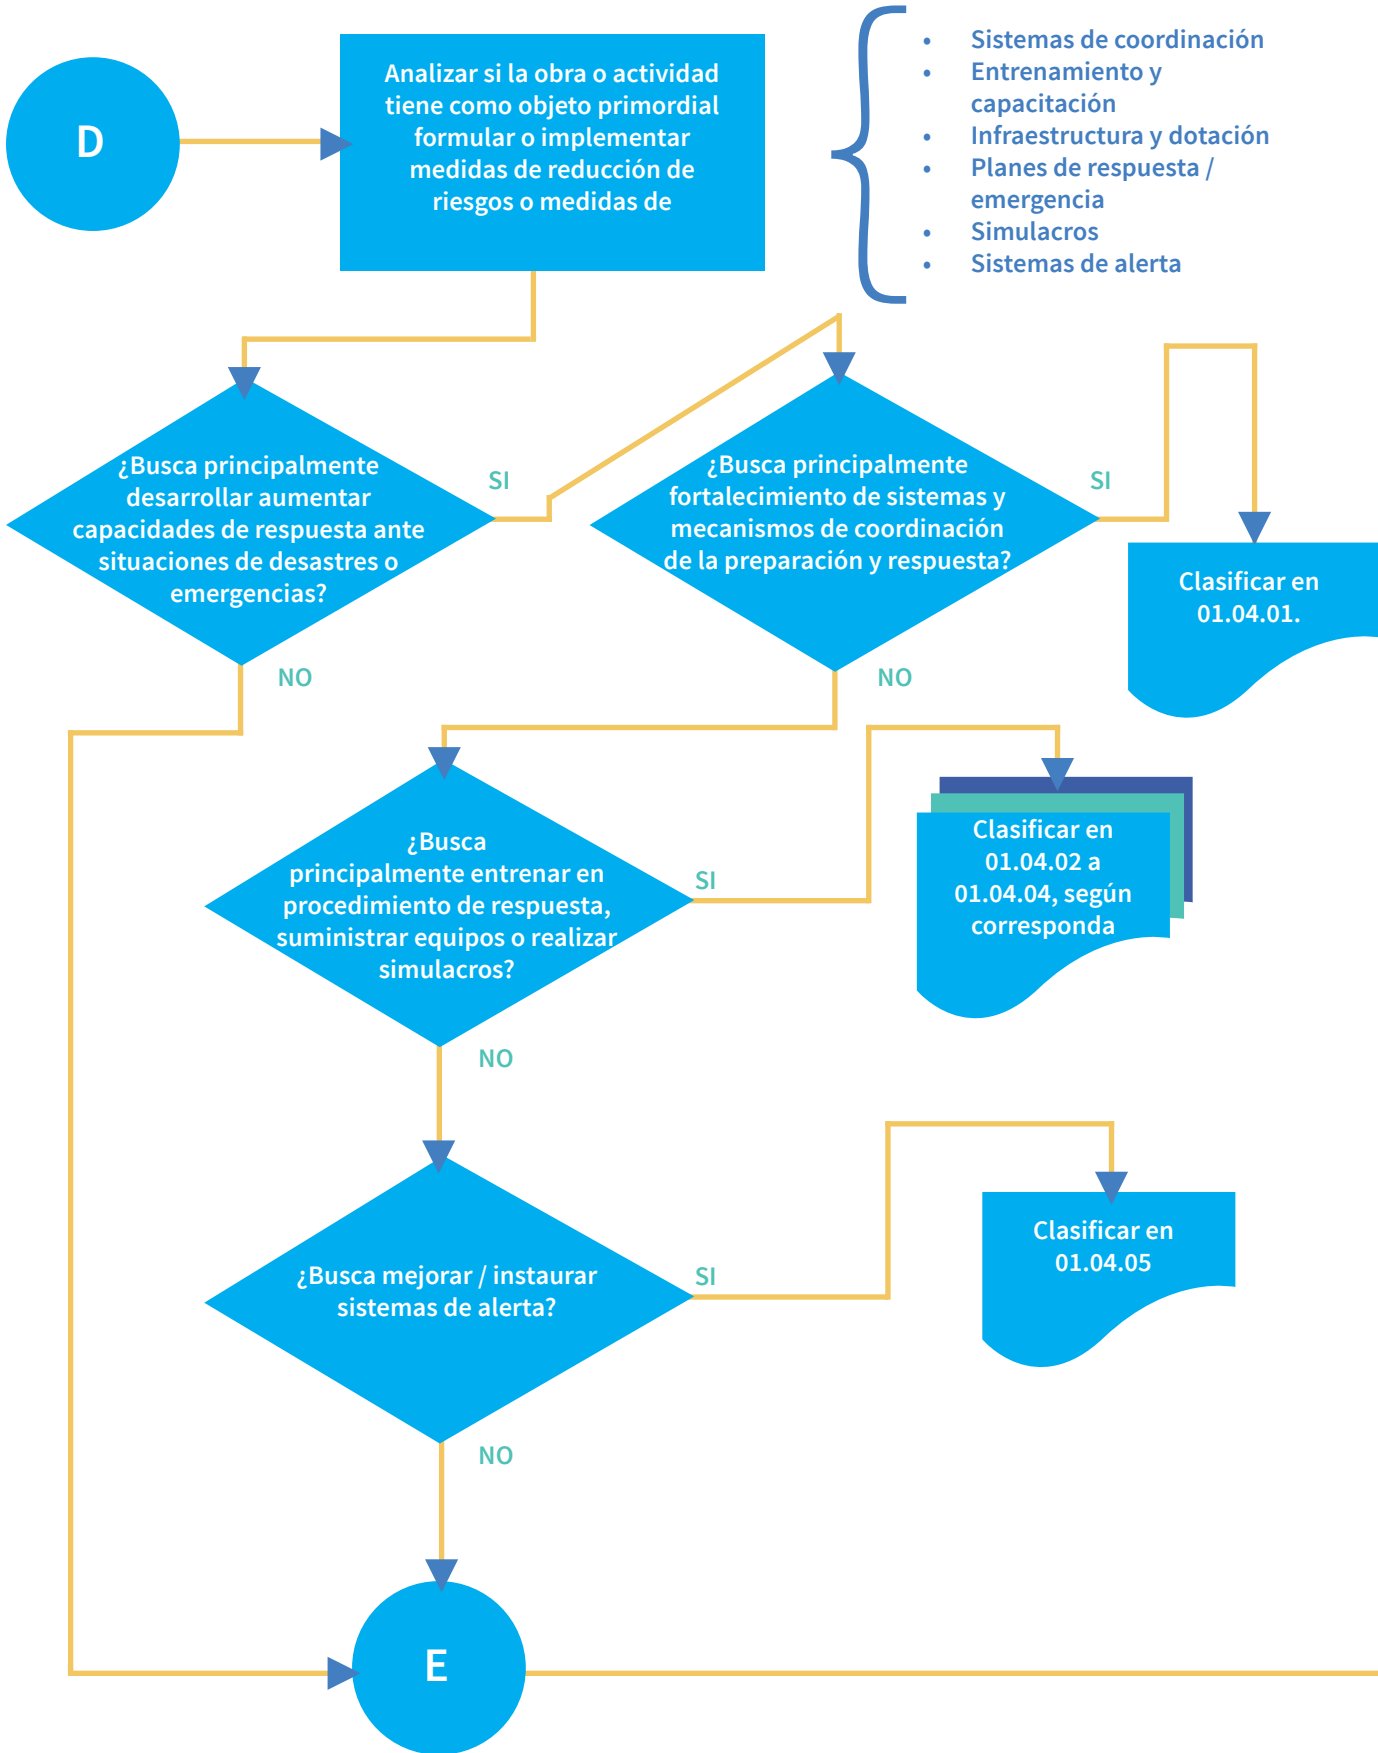 D
Analizar si la obra o actividad
tiene como objeto primordial
formular o implementar
medidas de reducción de
riesgos o medidas de
• Sistemas de coordinación
• Entrenamiento y
capacitación
• Infraestructura y dotación
• Planes de respuesta /
emergencia
• Simulacros
• Sistemas de alerta
¿Busca principalmente
desarrollar aumentar
capacidades de respuesta ante
situaciones de desastres o
emergencias?
SI
NO
¿Busca principalmente
fortalecimiento de sistemas y
mecanismos de coordinación
de la preparación y respuesta?
SI
NO
Clasificar en
01.04.01.
¿Busca
principalmente entrenar en
procedimiento de respuesta,
suministrar equipos o realizar
simulacros?
SI
NO
Clasificar en
01.04.02 a
01.04.04, según
corresponda
¿Busca mejorar / instaurar
sistemas de alerta?
SI
NO
Clasificar en
01.04.05
E